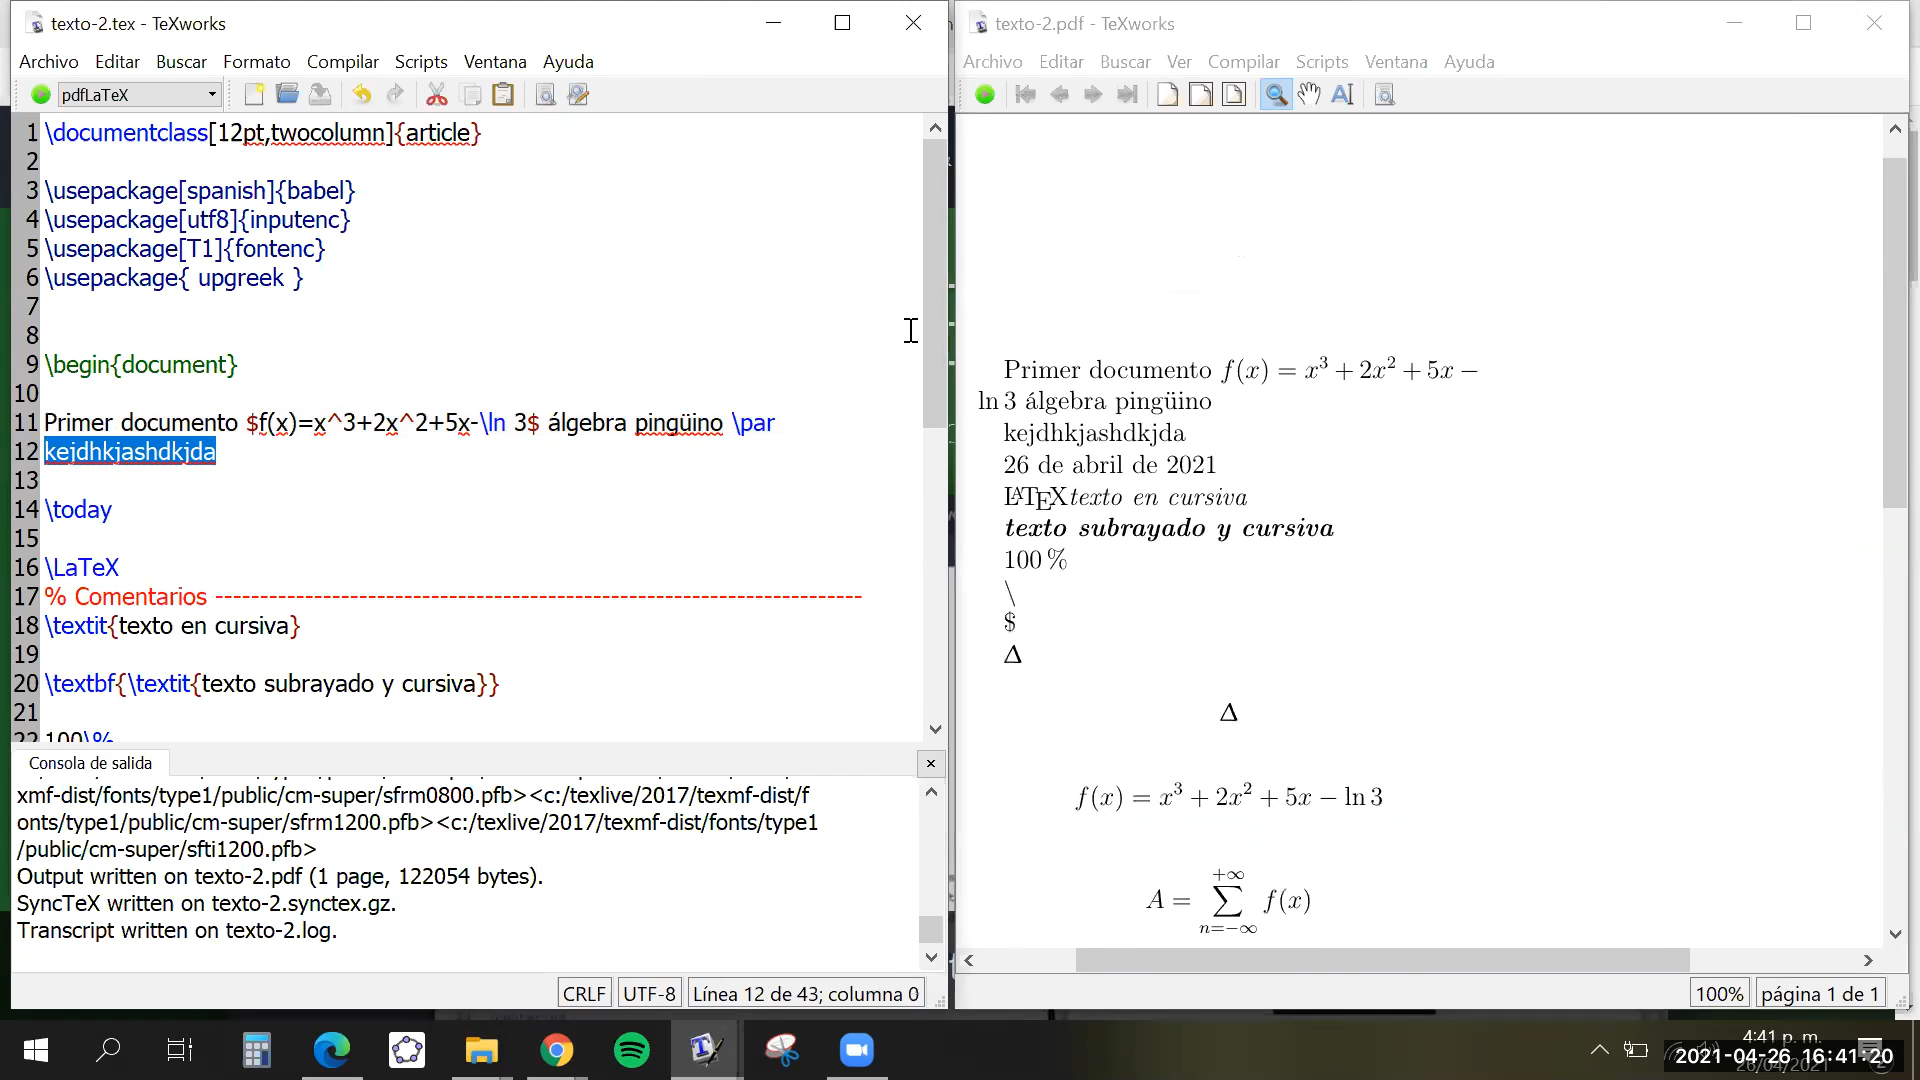 texto-2.tex - TeXworks
Archivo Editar Buscar Formato Compilar Scripts Ventana Ayuda
pdfLaTeX
1 \documentclass[12pt,twocolumn]{article}
2
3 \usepackage[spanish]{babel}
4 \usepackage[utf8]{inputenc}
5 \usepackage[T1]{fontenc}
6 \usepackage{ upgreek }
7
8
9 \begin{document}
10
11 Primer documento $f(x)=x^3+2x^2+5x-\ln 3$ álgebra pingüino \par
12 kejdhkjashdkjda
13
14 \today
15
16 \LaTeX
17 % Comentarios ------------------------------------------------------------------------
18 \textit{texto en cursiva}
19
20 \textbf{\textit{texto subrayado y cursiva}}
21
22 100\%
Consola de salida
xmf-dist/fonts/type1/public/cm-super/sfrm0800.pfb><c:/texlive/2017/texmf-dist/f
onts/type1/public/cm-super/sfrm1200.pfb><c:/texlive/2017/texmf-dist/fonts/type1
/public/cm-super/sfti1200.pfb>
Output written on texto-2.pdf (1 page, 122054 bytes).
SyncTeX written on texto-2.synctex.gz.
Transcript written on texto-2.log.
CRLF UTF-8 Línea 12 de 43; columna 0
texto-2.pdf - TeXworks
Archivo Editar Buscar Ver Compilar Scripts Ventana Ayuda
Primer documento f(x) = x³ + 2x² + 5x −
ln 3 álgebra pingüino
kejdhkjashdkjda
26 de abril de 2021
LATEXtexto en cursiva
texto subrayado y cursiva
100 %
\
$
Δ
Δ
f(x) = x³ + 2x² + 5x − ln 3
+∞
A = ∑ f(x)
n=−∞
100% página 1 de 1
4:41 p. m.
2021-04-26 16:41:20
26/04/2021